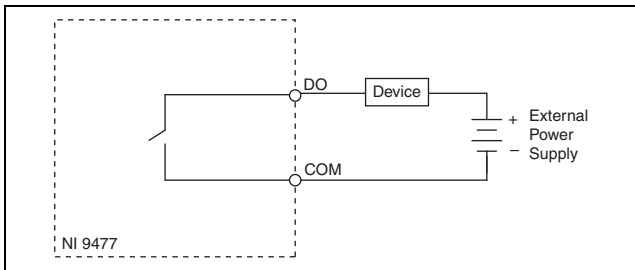 DO
Device
+ External
Power
– Supply
COM
NI 9477